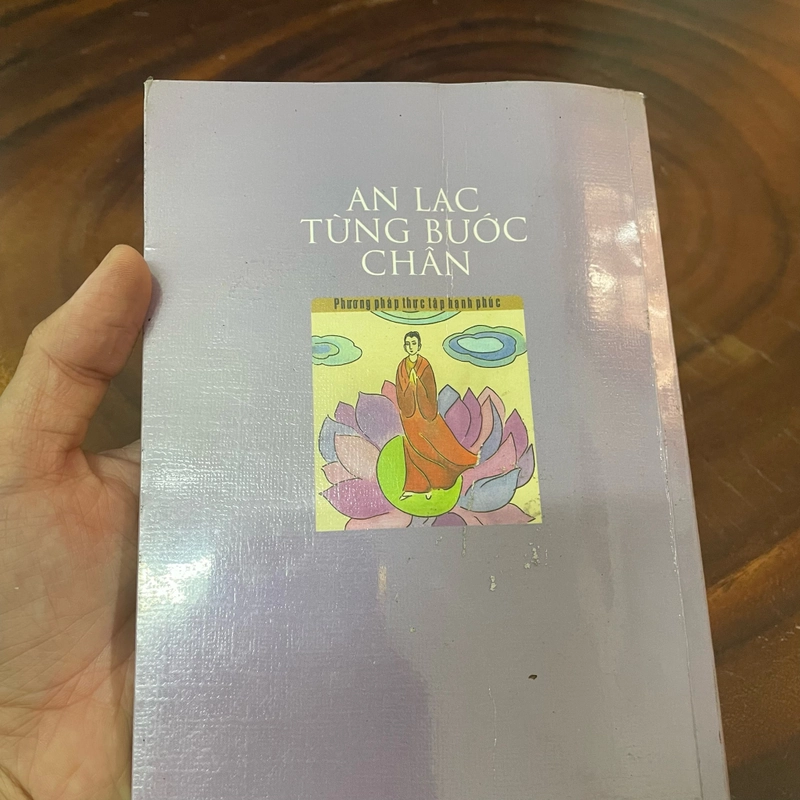 AN LẠC
TỪNG BƯỚC
CHÂN
Phương pháp thực tập hạnh phúc